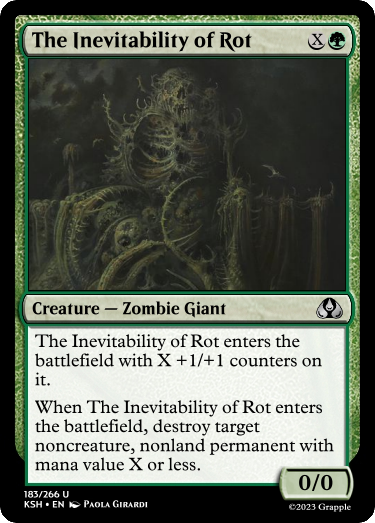 The Inevitability of Rot X
Creature — Zombie Giant
The Inevitability of Rot enters the
battlefield with X +1/+1 counters on
it.
When The Inevitability of Rot enters
the battlefield, destroy target
noncreature, nonland permanent with
mana value X or less.
0/0
183/266 U
KSH • EN Paola Girardi
©2023 Grapple